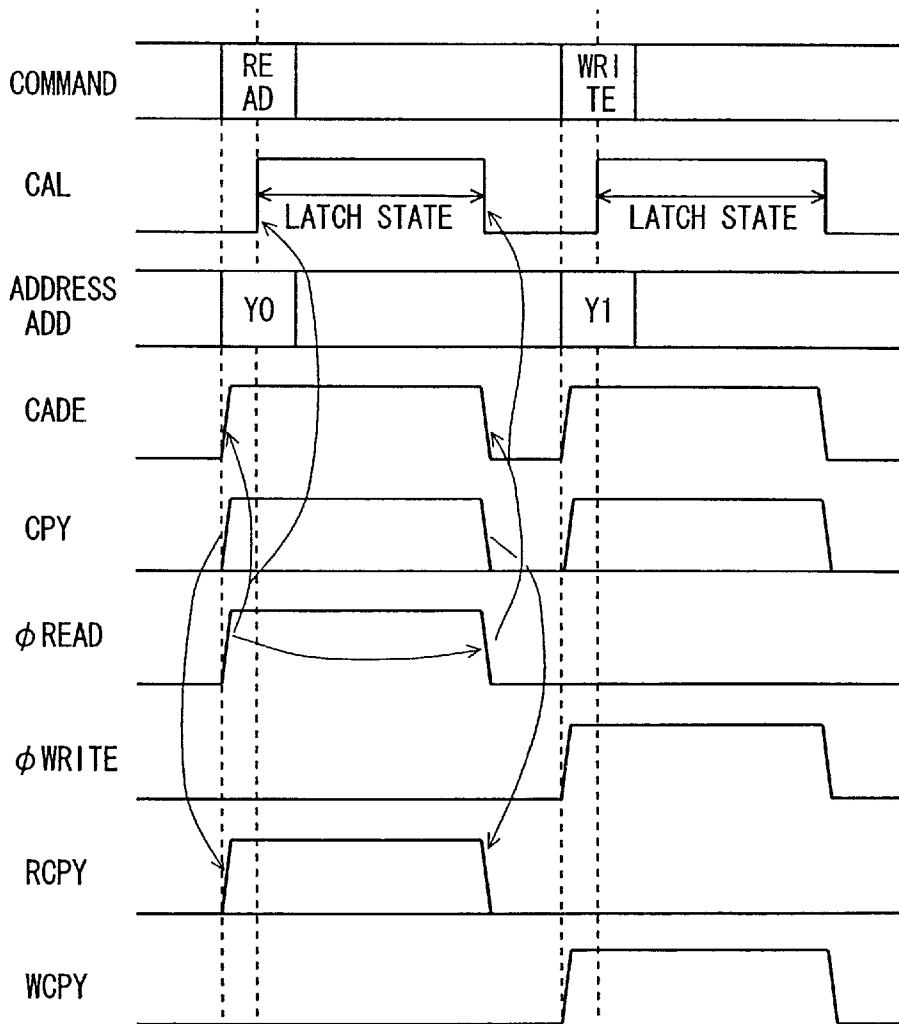 COMMAND
RE
AD
WRI
TE
CAL
LATCH STATE
LATCH STATE
ADDRESS
ADD
Y0
Y1
CADE
CPY
φREAD
φWRITE
RCPY
WCPY